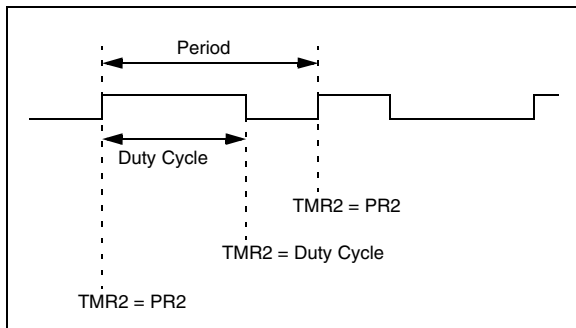 Period
Duty Cycle
TMR2 = PR2
TMR2 = Duty Cycle
TMR2 = PR2